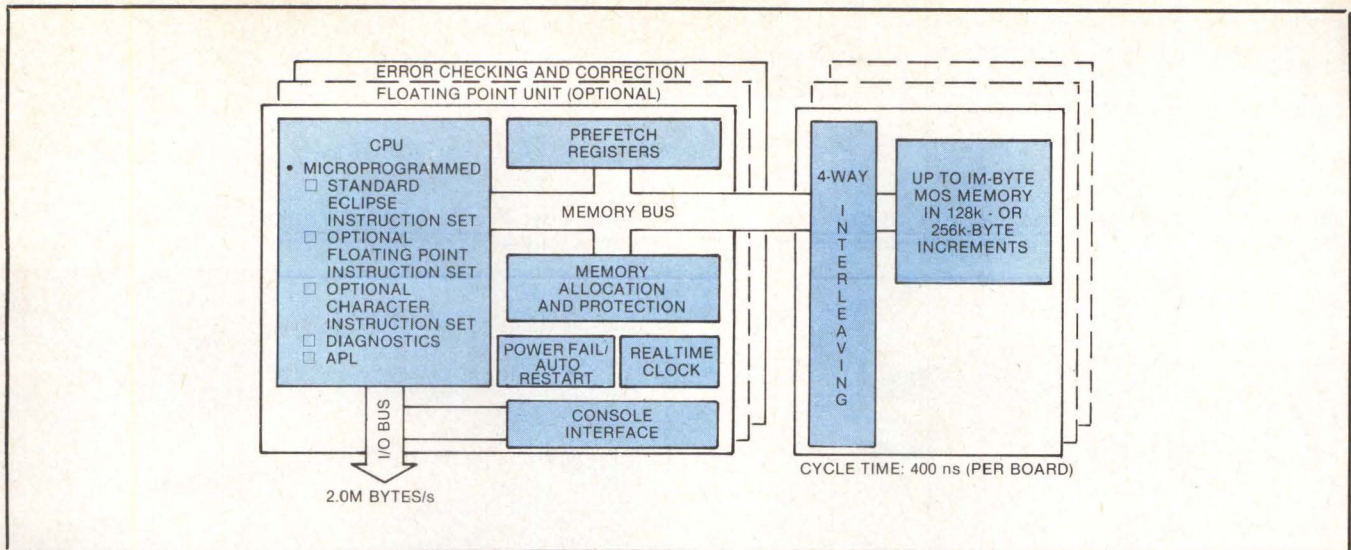 ERROR CHECKING AND CORRECTION
FLOATING POINT UNIT (OPTIONAL)
CPU
• MICROPROGRAMMED
□ STANDARD
ECLIPSE
INSTRUCTION SET
□ OPTIONAL
FLOATING POINT
INSTRUCTION SET
□ OPTIONAL
CHARACTER
INSTRUCTION SET
□ DIAGNOSTICS
□ APL
PREFETCH
REGISTERS
MEMORY BUS
MEMORY
ALLOCATION
AND PROTECTION
POWER FAIL/
AUTO
RESTART
REALTIME
CLOCK
CONSOLE
INTERFACE
I/O BUS
2.0M BYTES/s
4-WAY
INTERLEAVING
UP TO IM-BYTE
MOS MEMORY
IN 128k - OR
256k-BYTE
INCREMENTS
CYCLE TIME: 400 ns (PER BOARD)